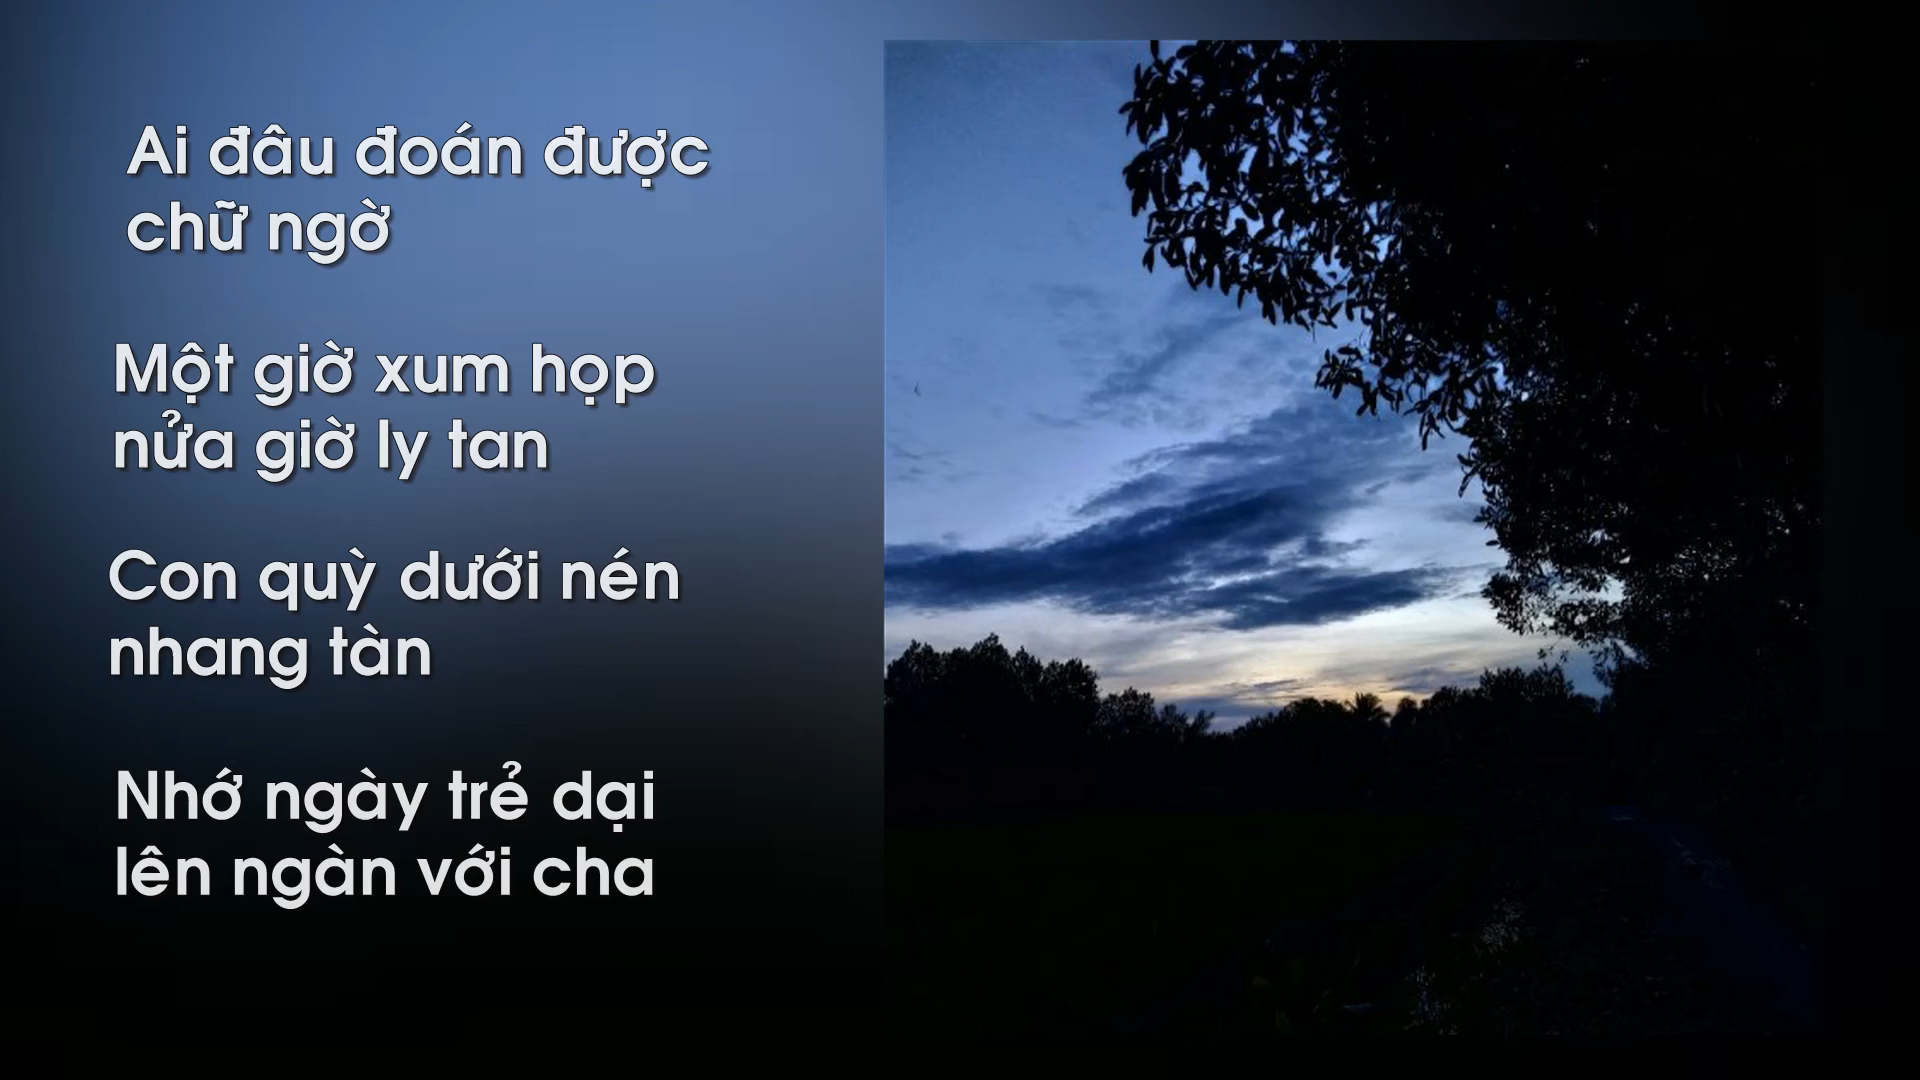 Ai đâu đoán được
chữ ngờ
Một giờ xum họp
nửa giờ ly tan
Con quỳ dưới nén
nhang tàn
Nhớ ngày trẻ dại
lên ngàn với cha